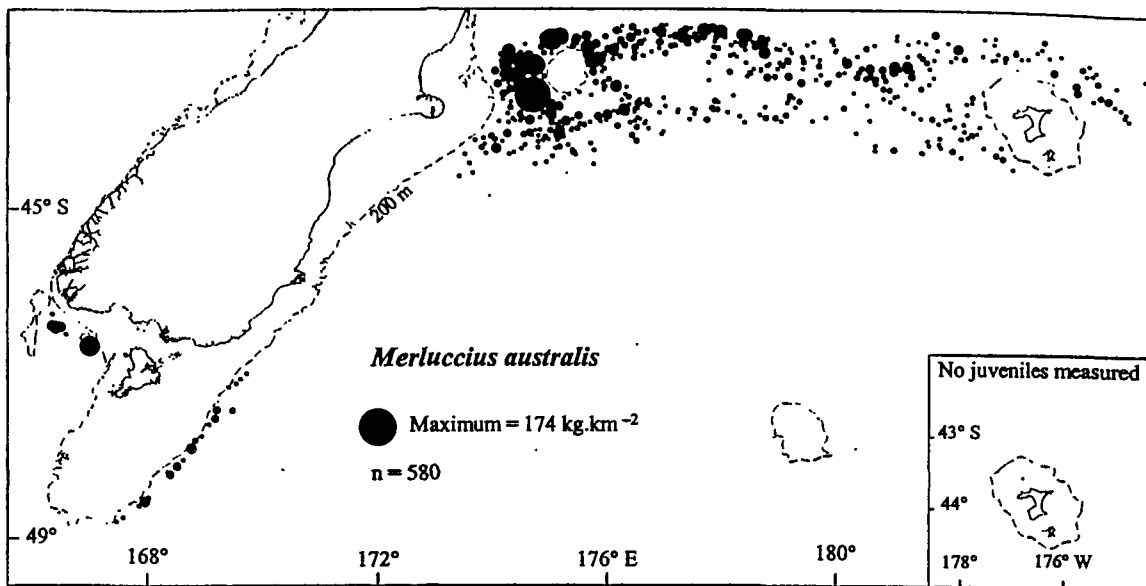 45° S
200 m
Merluccius australis
Maximum = 174 kg.km⁻²
n = 580
No juveniles measured
43° S
44°
49°
168°
172°
176° E
180°
178°
176° W